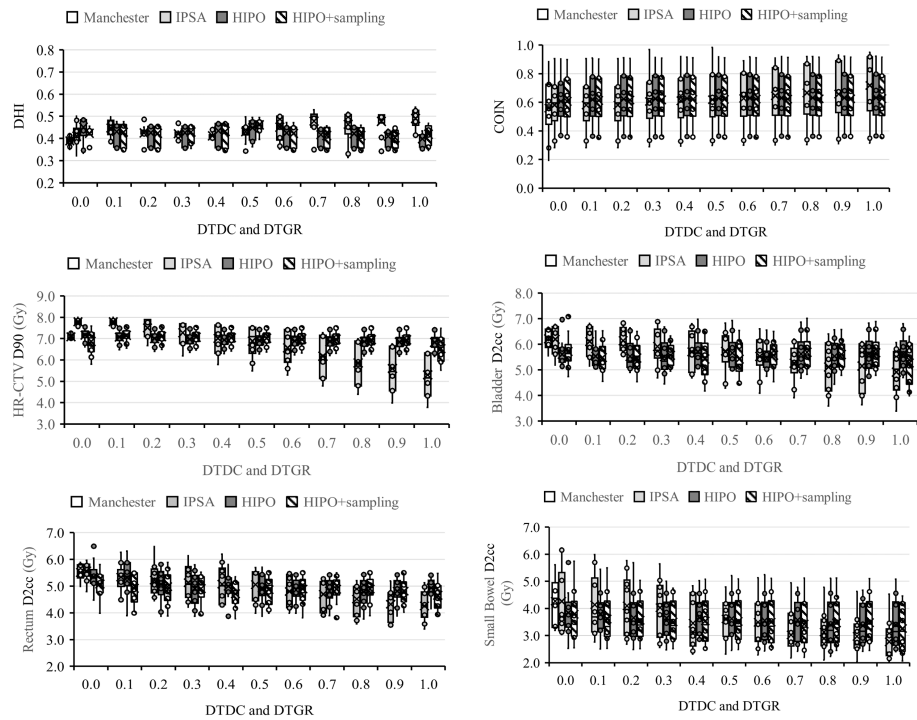 Manchester IPSA HIPO HIPO+sampling
DHI
0.8
0.7
0.6
0.5
0.4
0.3
0.2
0.0 0.1 0.2 0.3 0.4 0.5 0.6 0.7 0.8 0.9 1.0
DTDC and DTGR
Manchester IPSA HIPO HIPO+sampling
COIN
1.0
0.8
0.6
0.4
0.2
0.0
0.0 0.1 0.2 0.3 0.4 0.5 0.6 0.7 0.8 0.9 1.0
DTDC and DTGR
Manchester IPSA HIPO HIPO+sampling
HR-CTV D90 (Gy)
9.0
8.0
7.0
6.0
5.0
4.0
3.0
0.0 0.1 0.2 0.3 0.4 0.5 0.6 0.7 0.8 0.9 1.0
DTDC and DTGR
Manchester IPSA HIPO HIPO+sampling
Bladder D2cc (Gy)
8.0
7.0
6.0
5.0
4.0
3.0
0.0 0.1 0.2 0.3 0.4 0.5 0.6 0.7 0.8 0.9 1.0
DTDC and DTGR
Manchester IPSA HIPO HIPO+sampling
Rectum D2cc (Gy)
7.0
6.0
5.0
4.0
3.0
2.0
0.0 0.1 0.2 0.3 0.4 0.5 0.6 0.7 0.8 0.9 1.0
DTDC and DTGR
Manchester IPSA HIPO HIPO+sampling
Small Bowel D2cc
(Gy)
7.0
6.0
5.0
4.0
3.0
2.0
0.0 0.1 0.2 0.3 0.4 0.5 0.6 0.7 0.8 0.9 1.0
DTDC and DTGR